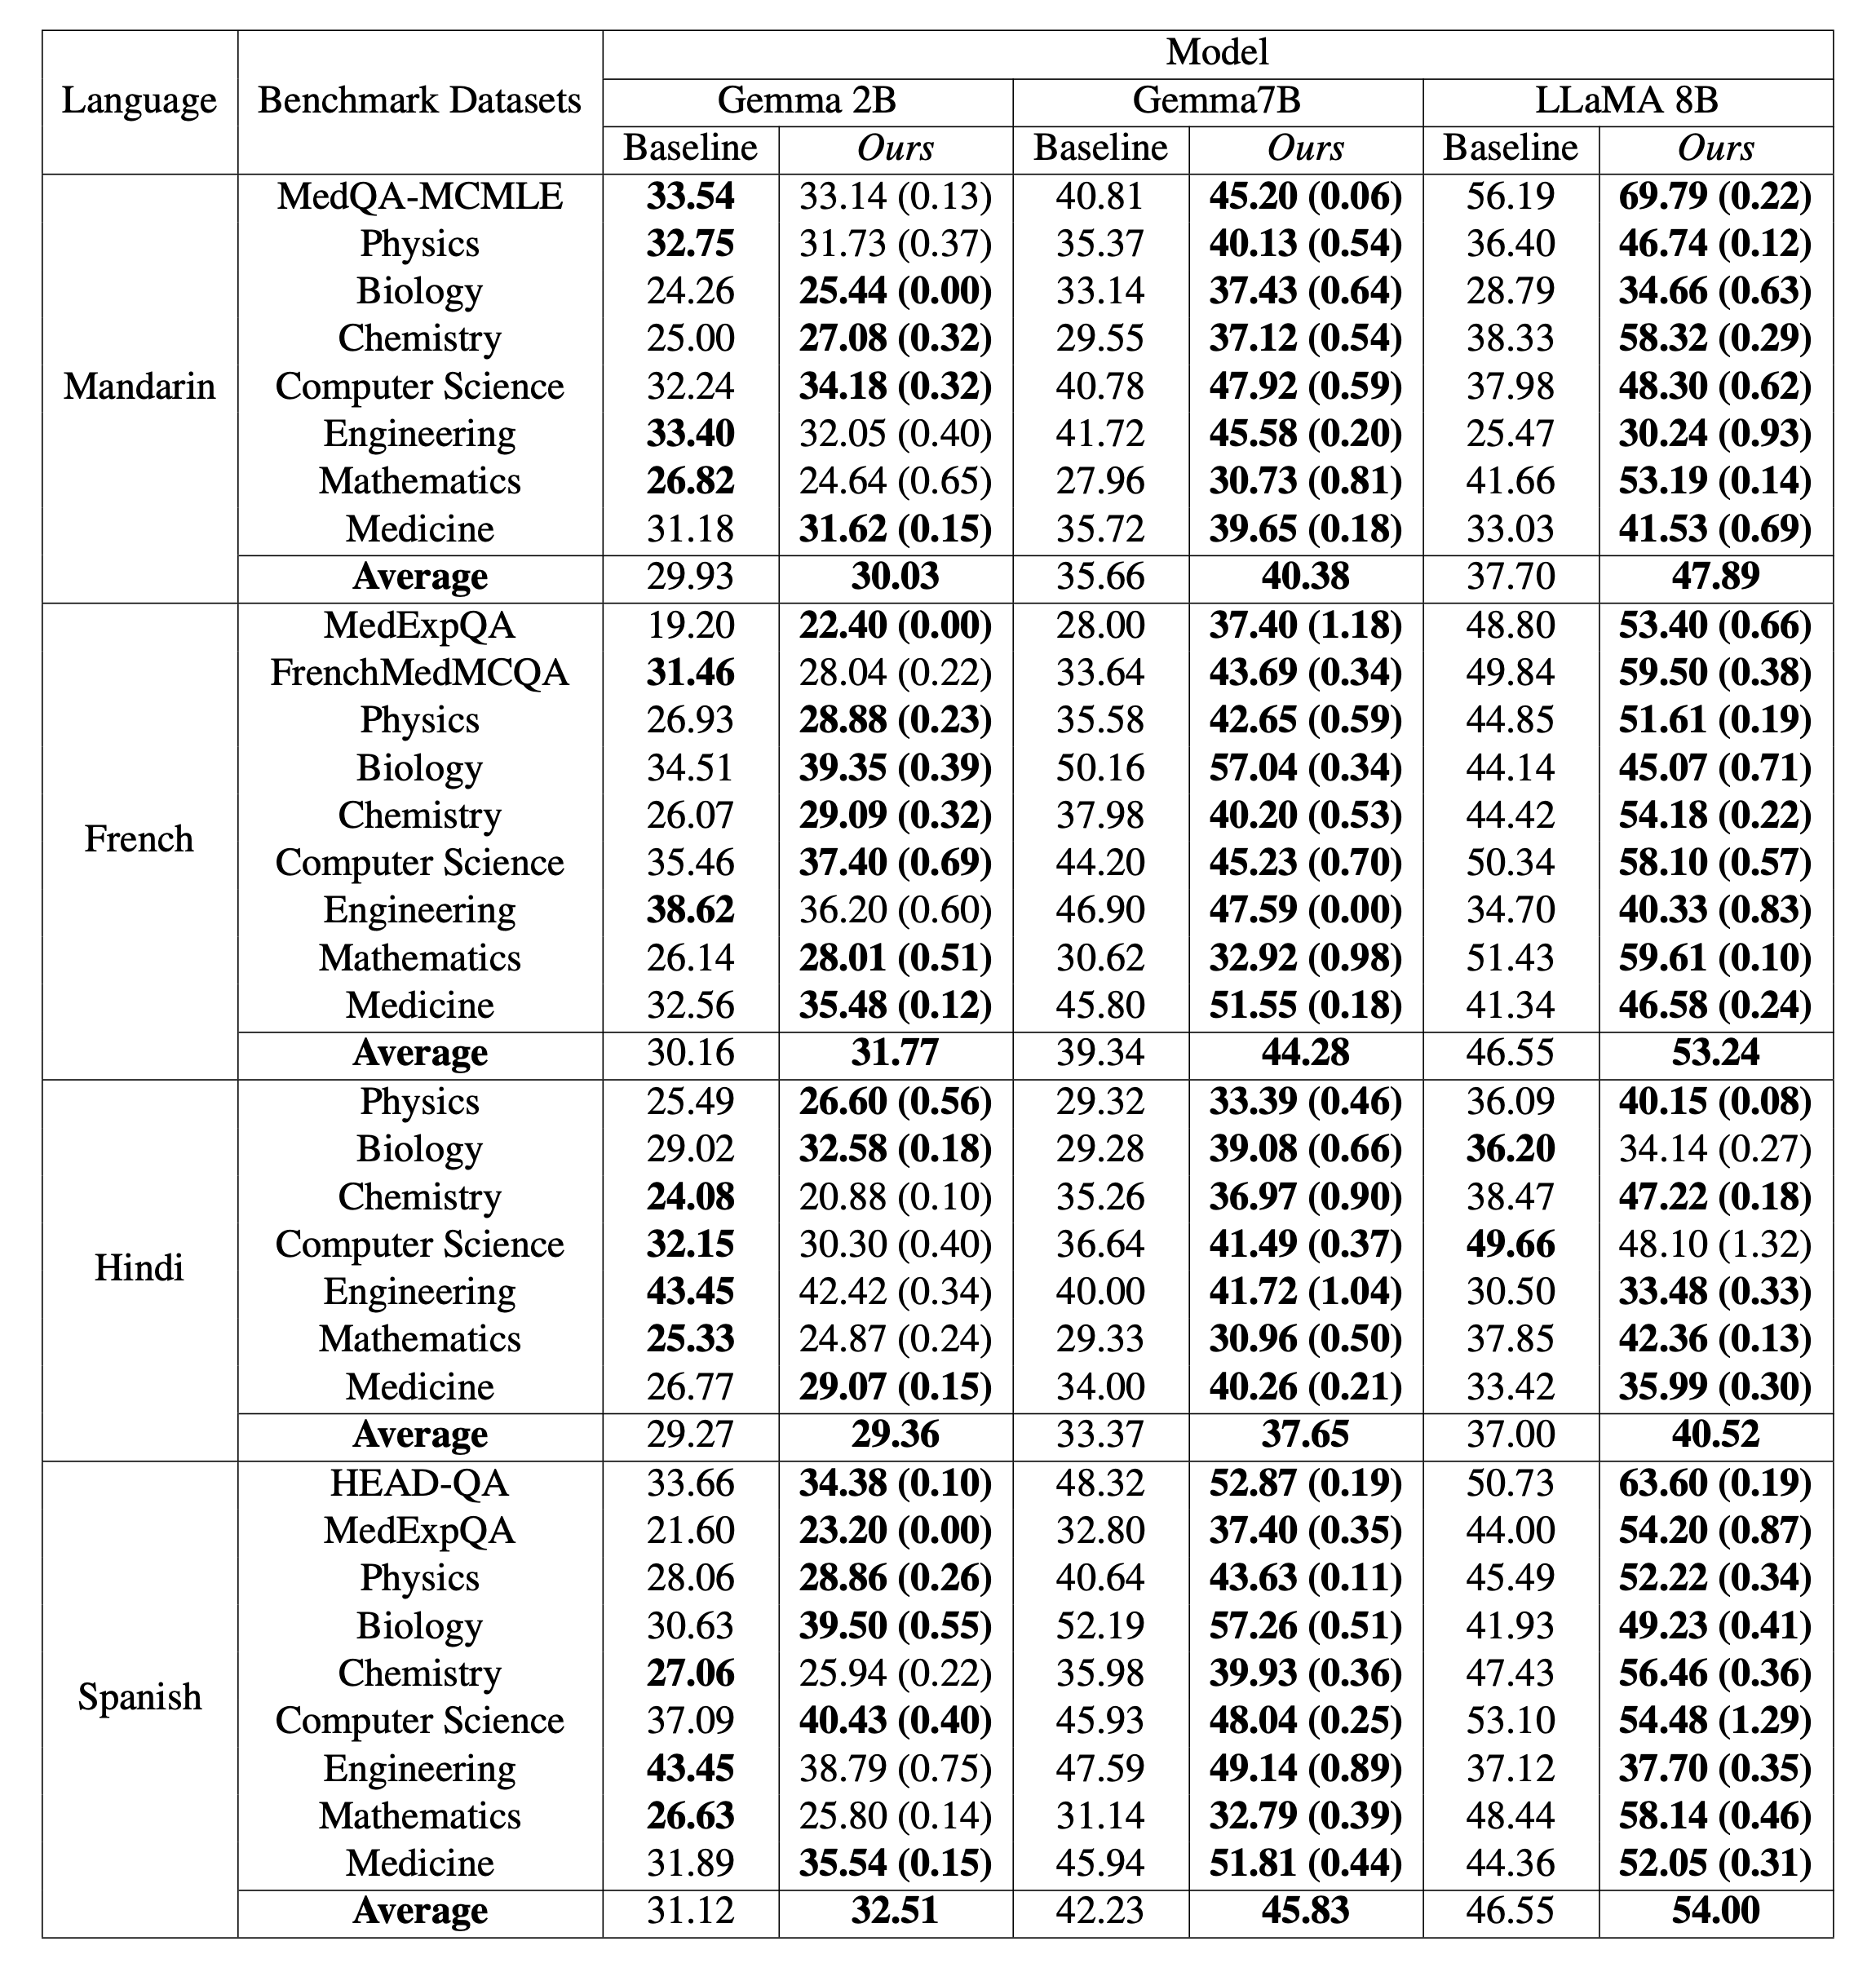 Model
Language Benchmark Datasets Gemma 2B Gemma7B LLaMA 8B
Baseline Ours Baseline Ours Baseline Ours
Mandarin
MedQA-MCMLE 33.54 33.14 (0.13) 40.81 45.20 (0.06) 56.19 69.79 (0.22)
Physics 32.75 31.73 (0.37) 35.37 40.13 (0.54) 36.40 46.74 (0.12)
Biology 24.26 25.44 (0.00) 33.14 37.43 (0.64) 28.79 34.66 (0.63)
Chemistry 25.00 27.08 (0.32) 29.55 37.12 (0.54) 38.33 58.32 (0.29)
Computer Science 32.24 34.18 (0.32) 40.78 47.92 (0.59) 37.98 48.30 (0.62)
Engineering 33.40 32.05 (0.40) 41.72 45.58 (0.20) 25.47 30.24 (0.93)
Mathematics 26.82 24.64 (0.65) 27.96 30.73 (0.81) 41.66 53.19 (0.14)
Medicine 31.18 31.62 (0.15) 35.72 39.65 (0.18) 33.03 41.53 (0.69)
Average 29.93 30.03 35.66 40.38 37.70 47.89
French
MedExpQA 19.20 22.40 (0.00) 28.00 37.40 (1.18) 48.80 53.40 (0.66)
FrenchMedMCQA 31.46 28.04 (0.22) 33.64 43.69 (0.34) 49.84 59.50 (0.38)
Physics 26.93 28.88 (0.23) 35.58 42.65 (0.59) 44.85 51.61 (0.19)
Biology 34.51 39.35 (0.39) 50.16 57.04 (0.34) 44.14 45.07 (0.71)
Chemistry 26.07 29.09 (0.32) 37.98 40.20 (0.53) 44.42 54.18 (0.22)
Computer Science 35.46 37.40 (0.69) 44.20 45.23 (0.70) 50.34 58.10 (0.57)
Engineering 38.62 36.20 (0.60) 46.90 47.59 (0.00) 34.70 40.33 (0.83)
Mathematics 26.14 28.01 (0.51) 30.62 32.92 (0.98) 51.43 59.61 (0.10)
Medicine 32.56 35.48 (0.12) 45.80 51.55 (0.18) 41.34 46.58 (0.24)
Average 30.16 31.77 39.34 44.28 46.55 53.24
Hindi
Physics 25.49 26.60 (0.56) 29.32 33.39 (0.46) 36.09 40.15 (0.08)
Biology 29.02 32.58 (0.18) 29.28 39.08 (0.66) 36.20 34.14 (0.27)
Chemistry 24.08 20.88 (0.10) 35.26 36.97 (0.90) 38.47 47.22 (0.18)
Computer Science 32.15 30.30 (0.40) 36.64 41.49 (0.37) 49.66 48.10 (1.32)
Engineering 43.45 42.42 (0.34) 40.00 41.72 (1.04) 30.50 33.48 (0.33)
Mathematics 25.33 24.87 (0.24) 29.33 30.96 (0.50) 37.85 42.36 (0.13)
Medicine 26.77 29.07 (0.15) 34.00 40.26 (0.21) 33.42 35.99 (0.30)
Average 29.27 29.36 33.37 37.65 37.00 40.52
Spanish
HEAD-QA 33.66 34.38 (0.10) 48.32 52.87 (0.19) 50.73 63.60 (0.19)
MedExpQA 21.60 23.20 (0.00) 32.80 37.40 (0.35) 44.00 54.20 (0.87)
Physics 28.06 28.86 (0.26) 40.64 43.63 (0.11) 45.49 52.22 (0.34)
Biology 30.63 39.50 (0.55) 52.19 57.26 (0.51) 41.93 49.23 (0.41)
Chemistry 27.06 25.94 (0.22) 35.98 39.93 (0.36) 47.43 56.46 (0.36)
Computer Science 37.09 40.43 (0.40) 45.93 48.04 (0.25) 53.10 54.48 (1.29)
Engineering 43.45 38.79 (0.75) 47.59 49.14 (0.89) 37.12 37.70 (0.35)
Mathematics 26.63 25.80 (0.14) 31.14 32.79 (0.39) 48.44 58.14 (0.46)
Medicine 31.89 35.54 (0.15) 45.94 51.81 (0.44) 44.36 52.05 (0.31)
Average 31.12 32.51 42.23 45.83 46.55 54.00